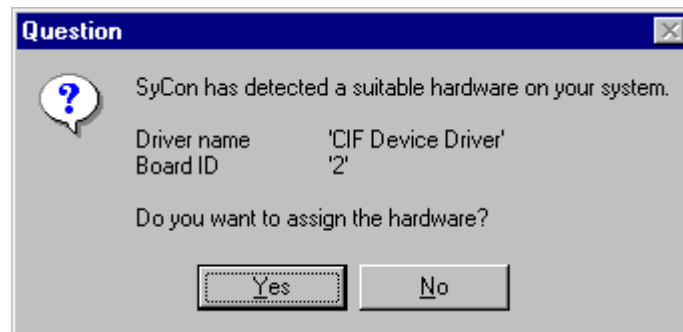 Question
SyCon has detected a suitable hardware on your system.
Driver name 'CIF Device Driver'
Board ID '2'
Do you want to assign the hardware?
Yes No